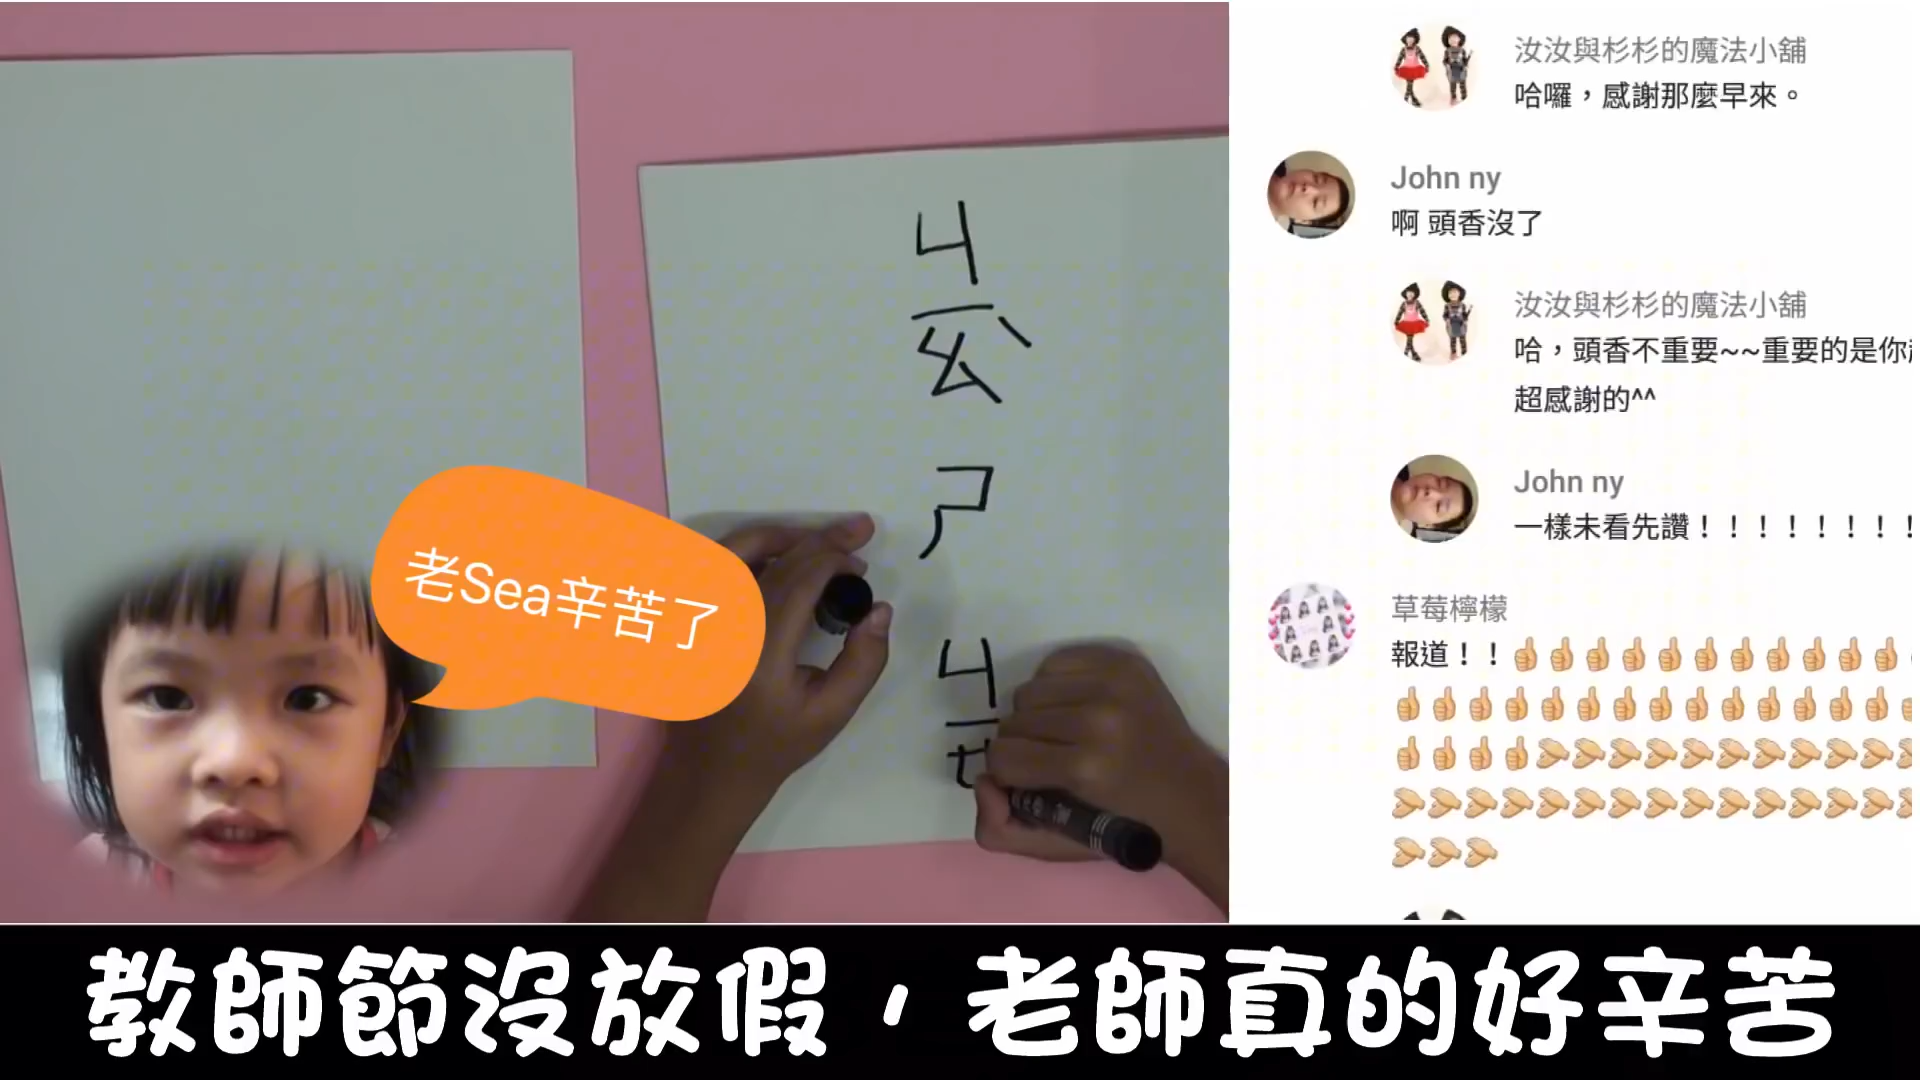 ㄐ
ㄧ
ㄠˋ
ㄕ
ㄐ
ㄧ
ㄝ
老Sea辛苦了
汝汝與杉杉的魔法小舖
哈囉，感謝那麼早來。
John ny
啊 頭香沒了
汝汝與杉杉的魔法小舖
哈，頭香不重要~~重要的是你
超感謝的^^
John ny
一樣未看先讚！！！！！！！！
草莓檸檬
報道！！👍🏼👍🏼👍🏼👍🏼👍🏼👍🏼👍🏼👍🏼👍🏼👍🏼👍🏼
教師節沒放假，老師真的好辛苦